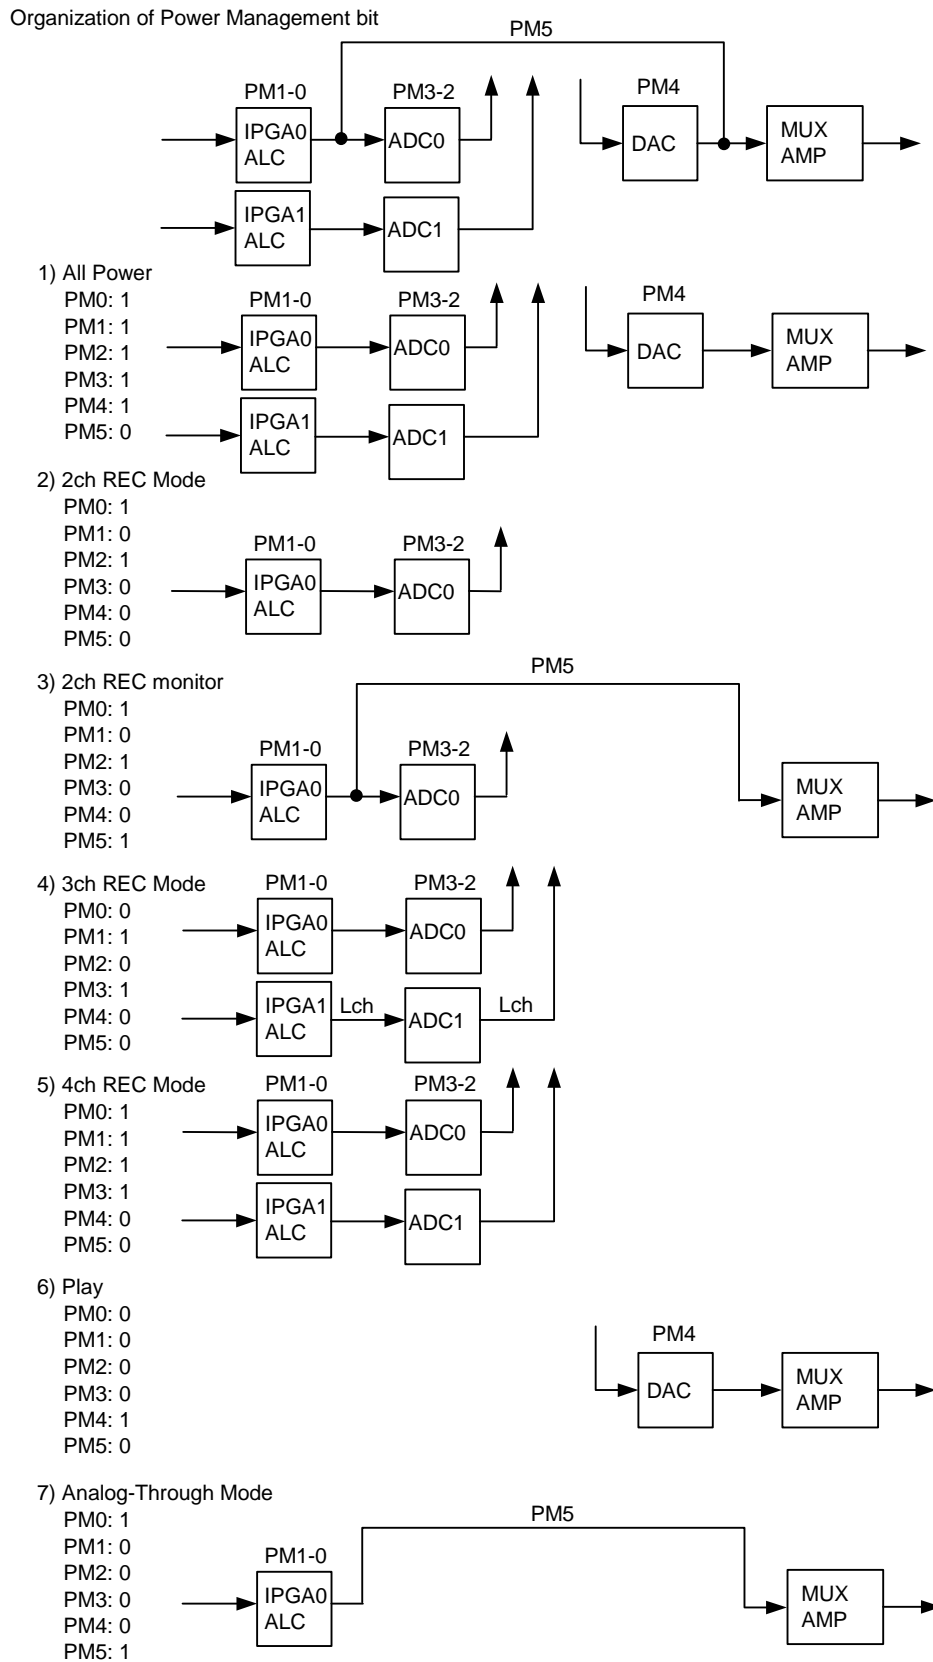 Organization of Power Management bit
PM5
PM1-0
PM3-2
PM4
IPGA0
ALC
ADC0
DAC
MUX
AMP
IPGA1
ALC
ADC1
1) All Power
PM0: 1
PM1: 1
PM2: 1
PM3: 1
PM4: 1
PM5: 0
PM1-0
PM3-2
PM4
IPGA0
ALC
ADC0
DAC
MUX
AMP
IPGA1
ALC
ADC1
2) 2ch REC Mode
PM0: 1
PM1: 0
PM2: 1
PM3: 0
PM4: 0
PM5: 0
PM1-0
PM3-2
IPGA0
ALC
ADC0
3) 2ch REC monitor
PM0: 1
PM1: 0
PM2: 1
PM3: 0
PM4: 0
PM5: 1
PM5
PM1-0
PM3-2
IPGA0
ALC
ADC0
MUX
AMP
4) 3ch REC Mode
PM0: 0
PM1: 1
PM2: 0
PM3: 1
PM4: 0
PM5: 0
PM1-0
PM3-2
IPGA0
ALC
ADC0
IPGA1
ALC
Lch
ADC1
Lch
5) 4ch REC Mode
PM0: 1
PM1: 1
PM2: 1
PM3: 1
PM4: 0
PM5: 0
PM1-0
PM3-2
IPGA0
ALC
ADC0
IPGA1
ALC
ADC1
6) Play
PM0: 0
PM1: 0
PM2: 0
PM3: 0
PM4: 1
PM5: 0
PM4
DAC
MUX
AMP
7) Analog-Through Mode
PM0: 1
PM1: 0
PM2: 0
PM3: 0
PM4: 0
PM5: 1
PM5
PM1-0
IPGA0
ALC
MUX
AMP